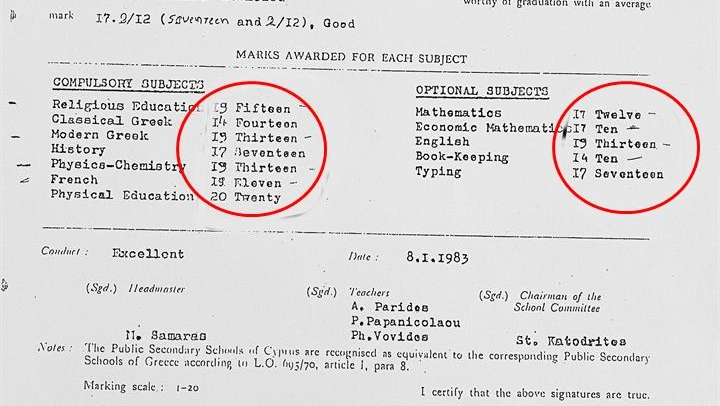 worthy of graduation with an average
mark 17.2/12 (seventeen and 2/12), Good
MARKS AWARDED FOR EACH SUBJECT
COMPULSORY SUBJECTS
Religious Education 19 Fifteen –
Classical Greek 14 Fourteen
Modern Greek 19 Thirteen –
History 17 Seventeen
Physics-Chemistry 19 Thirteen –
French 18 Eleven –
Physical Education 20 Twenty
OPTIONAL SUBJECTS
Mathematics 17 Twelve –
Economic Mathematics 17 Ten –
English 19 Thirteen –
Book-Keeping 14 Ten –
Typing 17 Seventeen
Conduct : Excellent
Date : 8.I.1983
(Sgd.) Headmaster
M. Samaras
(Sgd.) Teachers
A. Parides
P.Papanicolaou
Ph.Vovides
(Sgd.) Chairman of the
School Committee
St. Katodrites
Notes : The Public Secondary Schools of Cyprus are recognised as equivalent to the corresponding Public Secondary
Schools of Greece according to L.O. 695/70, article 1, para 8.
Marking scale : 1-20
I certify that the above signatures are true.